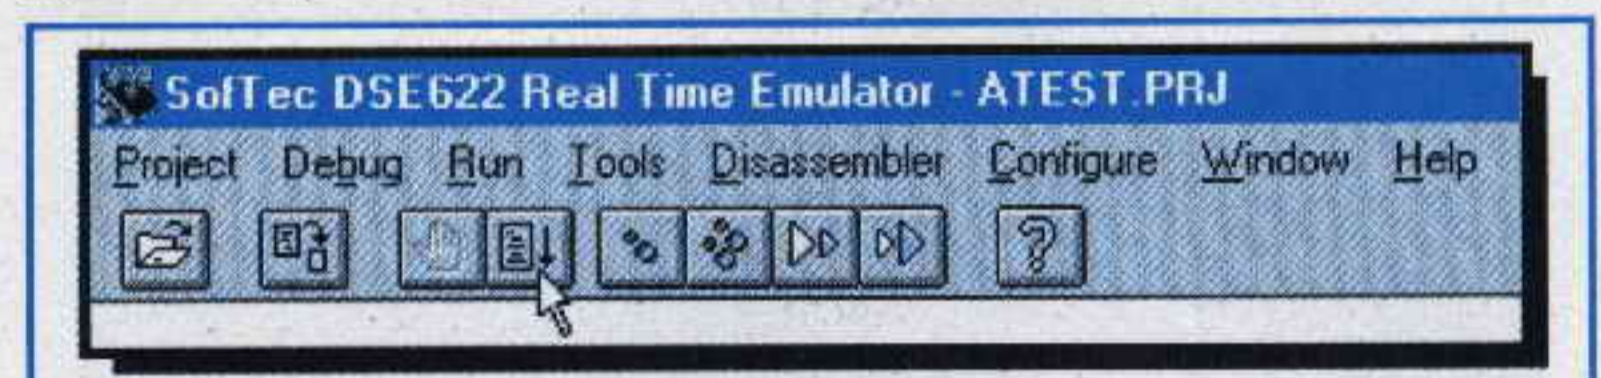 SofTec DSE622 Real Time Emulator - ATEST.PRJ
Project Debug Run Tools Disassembler Configure Window Help